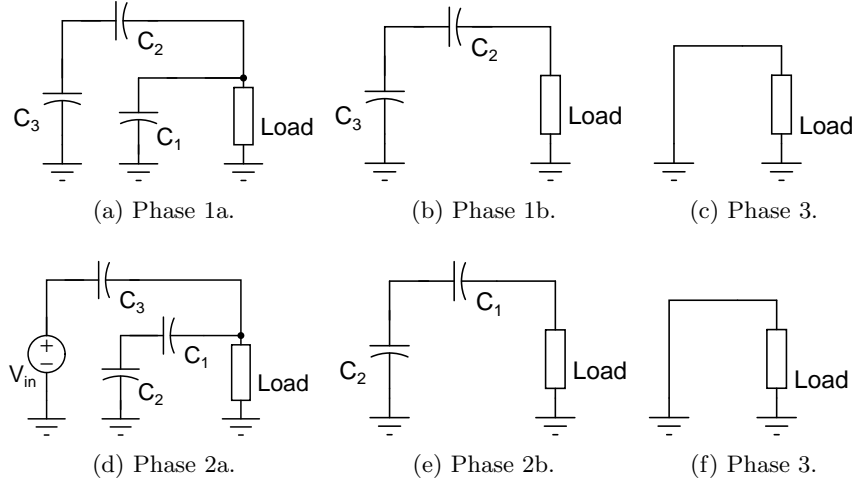 C2
C3
C1
Load
(a) Phase 1a.
C2
C3
Load
(b) Phase 1b.
Load
(c) Phase 3.
C3
C1
Vin
C2
Load
(d) Phase 2a.
C1
C2
Load
(e) Phase 2b.
Load
(f) Phase 3.